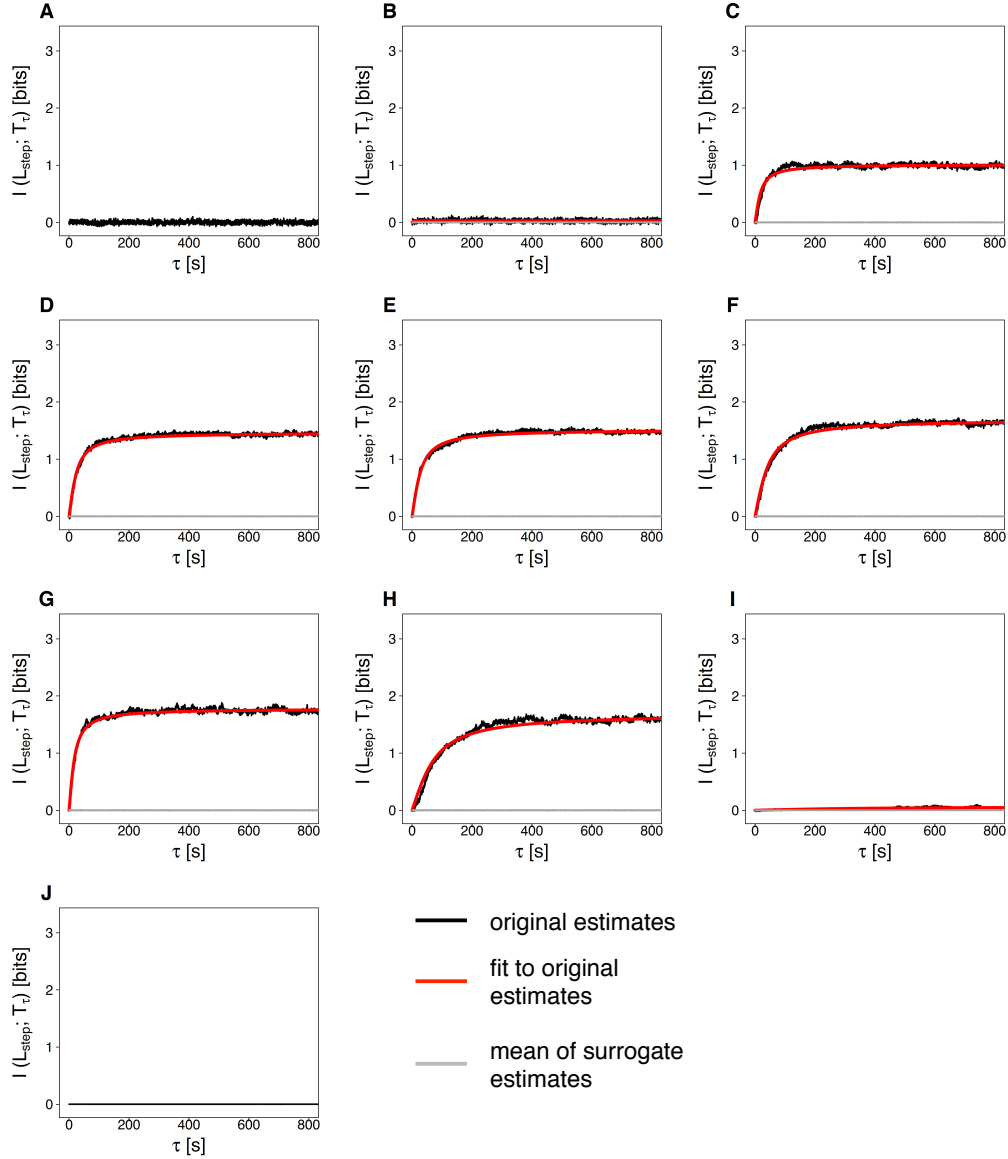 A
B
C
I (L_step; T_τ) [bits]
3
2
1
0
0 200 400 600 800
τ [s]
I (L_step; T_τ) [bits]
3
2
1
0
0 200 400 600 800
τ [s]
I (L_step; T_τ) [bits]
3
2
1
0
0 200 400 600 800
τ [s]
D
E
F
I (L_step; T_τ) [bits]
3
2
1
0
0 200 400 600 800
τ [s]
I (L_step; T_τ) [bits]
3
2
1
0
0 200 400 600 800
τ [s]
I (L_step; T_τ) [bits]
3
2
1
0
0 200 400 600 800
τ [s]
G
H
I
I (L_step; T_τ) [bits]
3
2
1
0
0 200 400 600 800
τ [s]
I (L_step; T_τ) [bits]
3
2
1
0
0 200 400 600 800
τ [s]
I (L_step; T_τ) [bits]
3
2
1
0
0 200 400 600 800
τ [s]
J
I (L_step; T_τ) [bits]
3
2
1
0
0 200 400 600 800
τ [s]
original estimates
fit to original
estimates
mean of surrogate
estimates